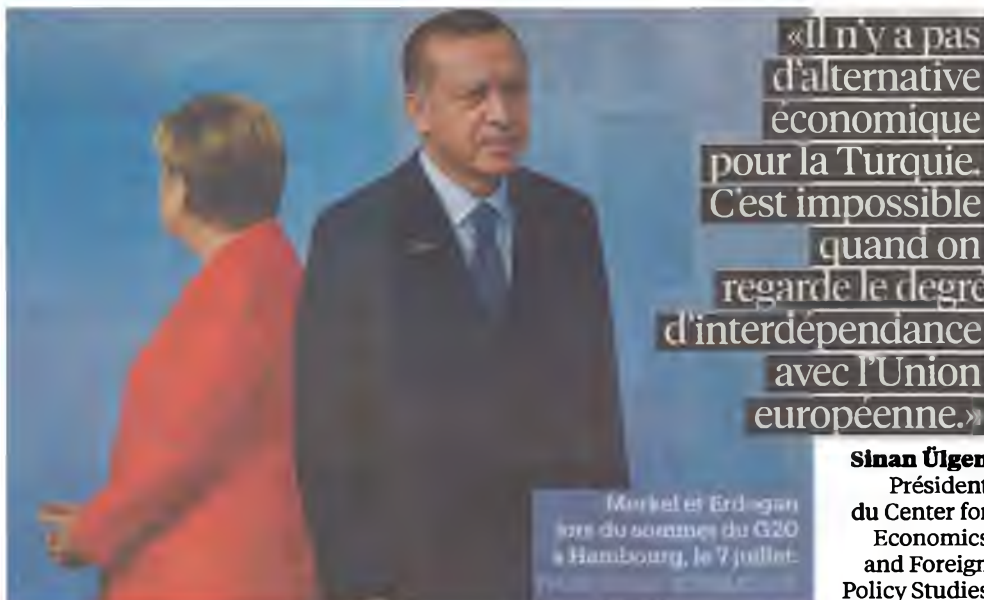 «Il n'y a pas
d'alternative
économique
pour la Turquie.
C'est impossible
quand on
regarde le degré
d'interdépendance
avec l'Union
européenne.»
Sinan Ülgen
Président
du Center for
Economics
and Foreign
Policy Studies
Merkel et Erdogan
lors du sommes du G20
à Hambourg, le 7 juillet.